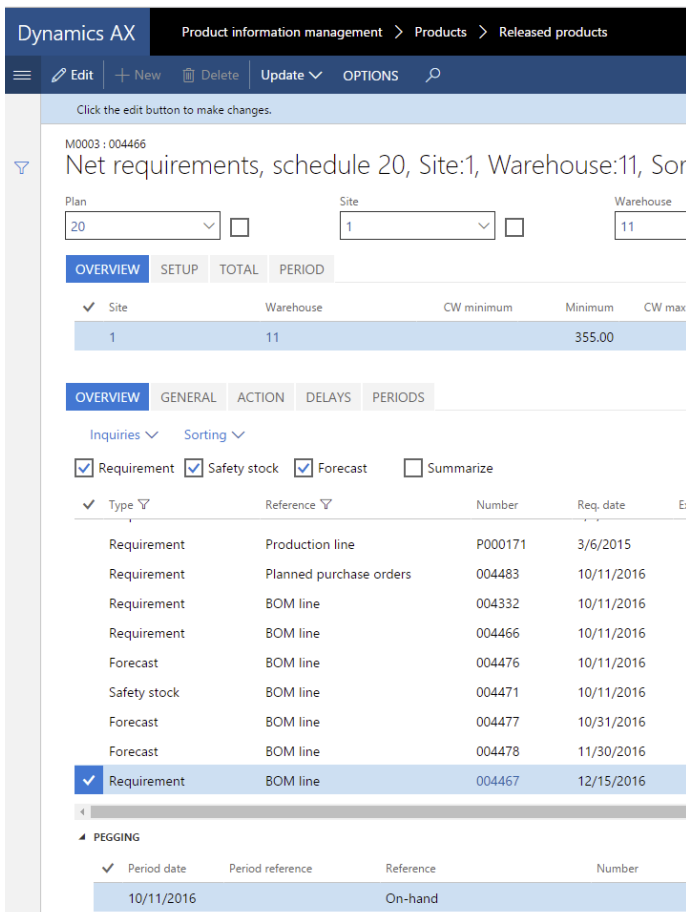 Dynamics AX Product information management > Products > Released products
Edit + New Delete Update OPTIONS
Click the edit button to make changes.
M0003 : 004466
Net requirements, schedule 20, Site:1, Warehouse:11, Sor
Plan Site Warehouse
20 1 11
OVERVIEW SETUP TOTAL PERIOD
Site Warehouse CW minimum Minimum CW max
1 11 355.00
OVERVIEW GENERAL ACTION DELAYS PERIODS
Inquiries Sorting
Requirement Safety stock Forecast Summarize
Type Reference Number Req. date E
Requirement Production line P000171 3/6/2015
Requirement Planned purchase orders 004483 10/11/2016
Requirement BOM line 004332 10/11/2016
Requirement BOM line 004466 10/11/2016
Forecast BOM line 004476 10/11/2016
Safety stock BOM line 004471 10/11/2016
Forecast BOM line 004477 10/31/2016
Forecast BOM line 004478 11/30/2016
Requirement BOM line 004467 12/15/2016
PEGGING
Period date Period reference Reference Number
10/11/2016 On-hand